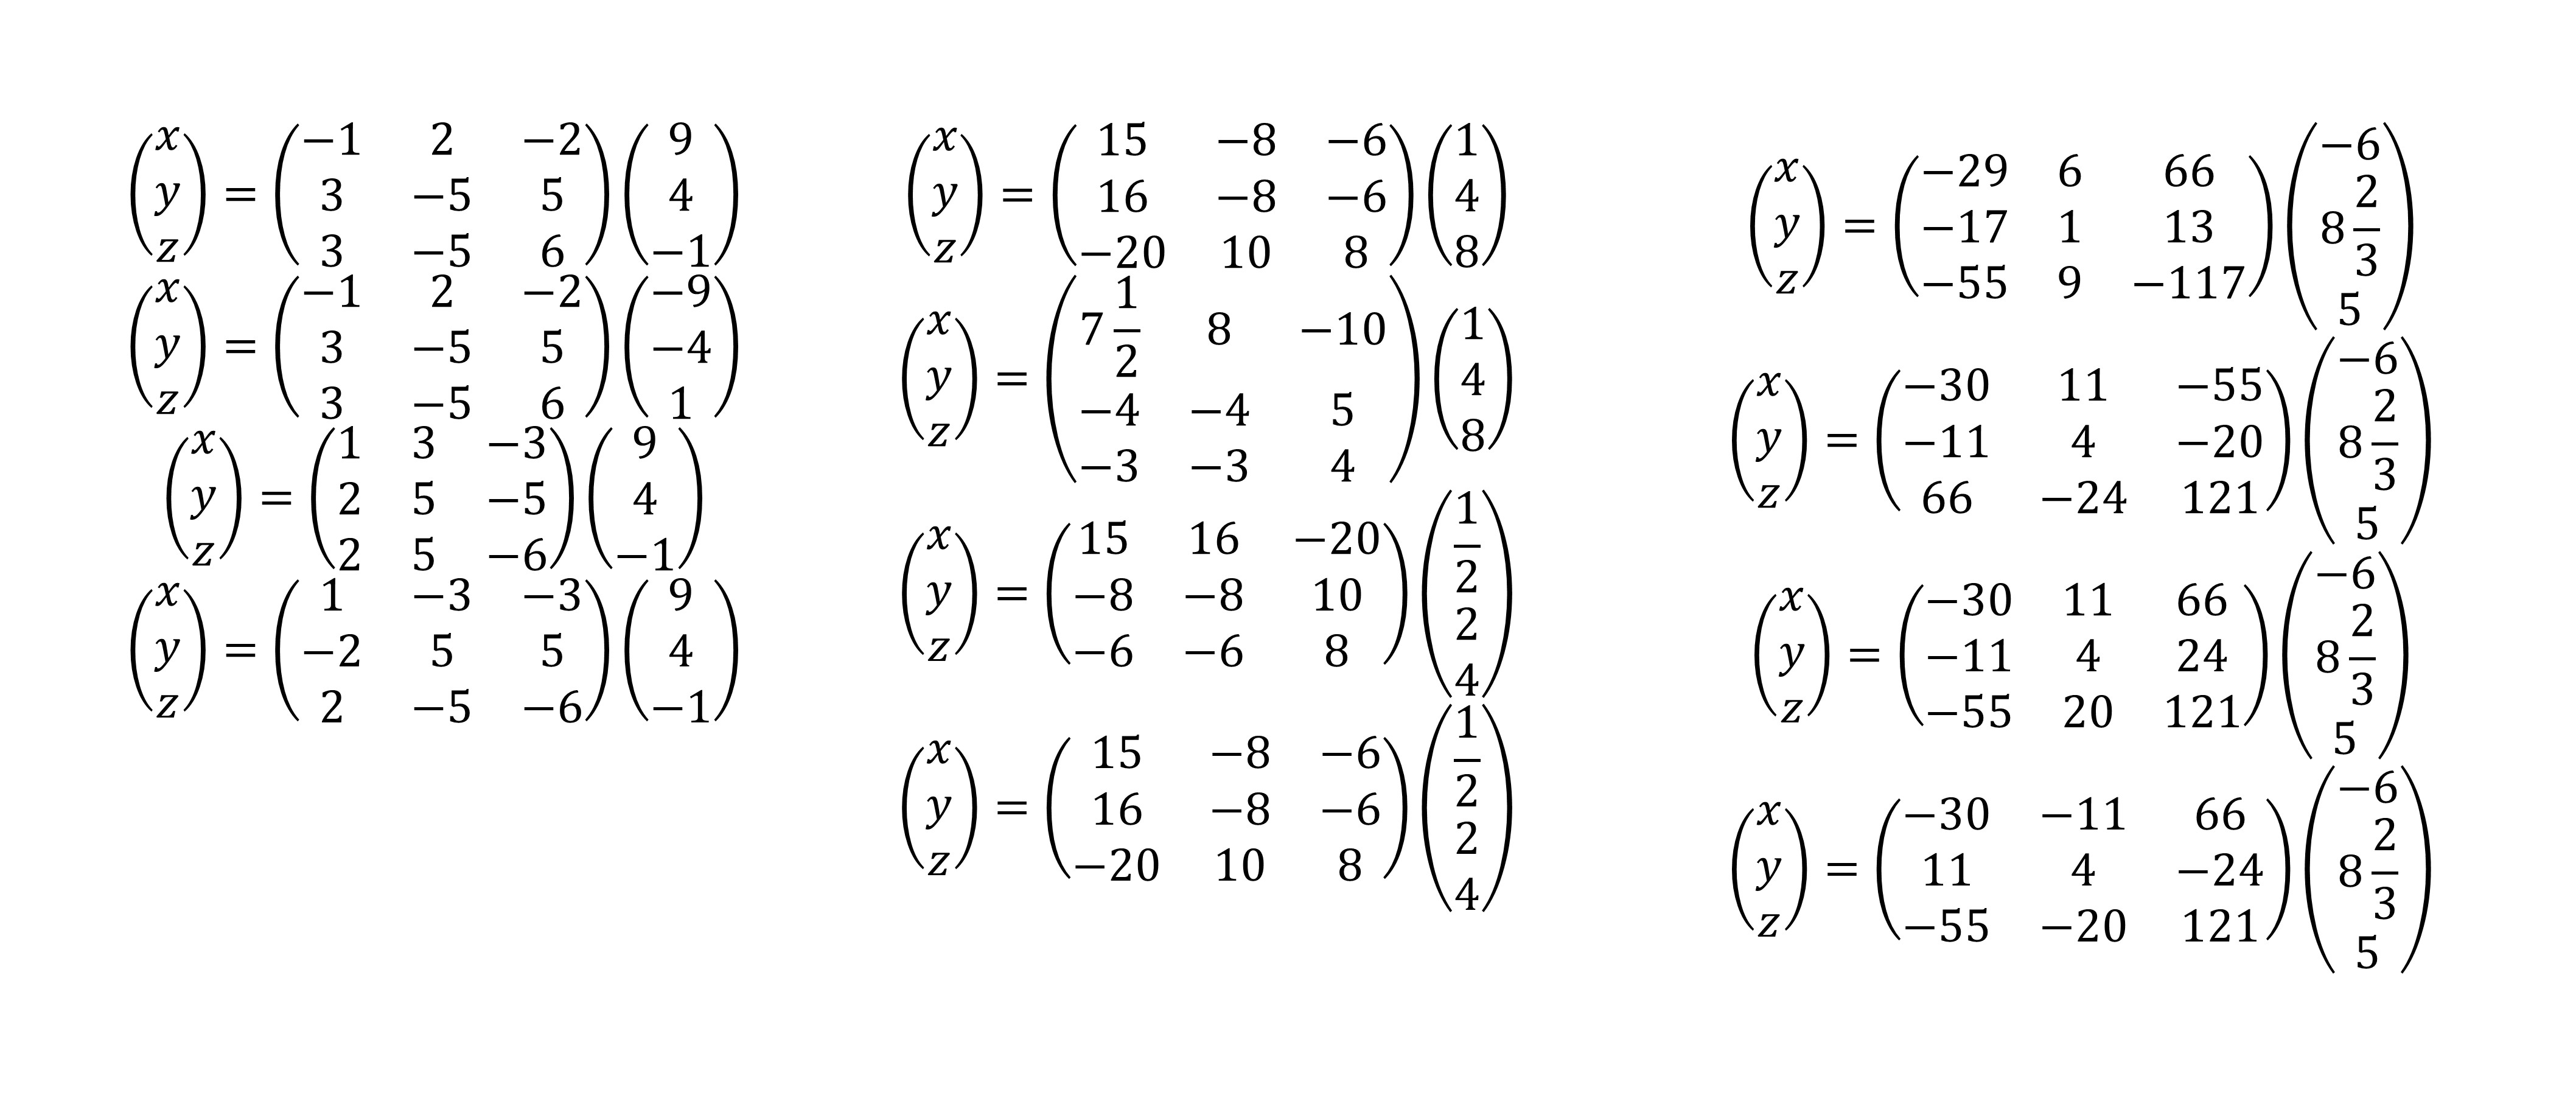 (x y z) = (−1 2 −2; 3 −5 5; 3 −5 6) (9 4 −1)
(x y z) = (−1 2 −2; 3 −5 5; 3 −5 6) (−9 −4 1)
(x y z) = (1 3 −3; 2 5 −5; 2 5 −6) (9 4 −1)
(x y z) = (1 −3 −3; −2 5 5; 2 −5 −6) (9 4 −1)
(x y z) = (15 −8 −6; 16 −8 −6; −20 10 8) (1 4 8)
(x y z) = (7 1/2 8 −10; −4 −4 5; −3 −3 4) (1 4 8)
(x y z) = (15 16 −20; −8 −8 10; −6 −6 8) (1/2 2 4)
(x y z) = (15 −8 −6; 16 −8 −6; −20 10 8) (1/2 2 4)
(x y z) = (−29 6 66; −17 1 13; −55 9 −117) (−6 8 2/3 5)
(x y z) = (−30 11 −55; −11 4 −20; 66 −24 121) (−6 8 2/3 5)
(x y z) = (−30 11 66; −11 4 24; −55 20 121) (−6 8 2/3 5)
(x y z) = (−30 −11 66; 11 4 −24; −55 −20 121) (−6 8 2/3 5)